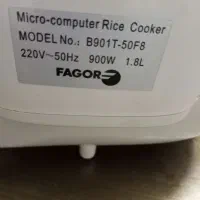 Micro-computer Rice Cooker
MODEL No.: B901T-50F8
220V~50Hz 900W 1.8L
FAGOR